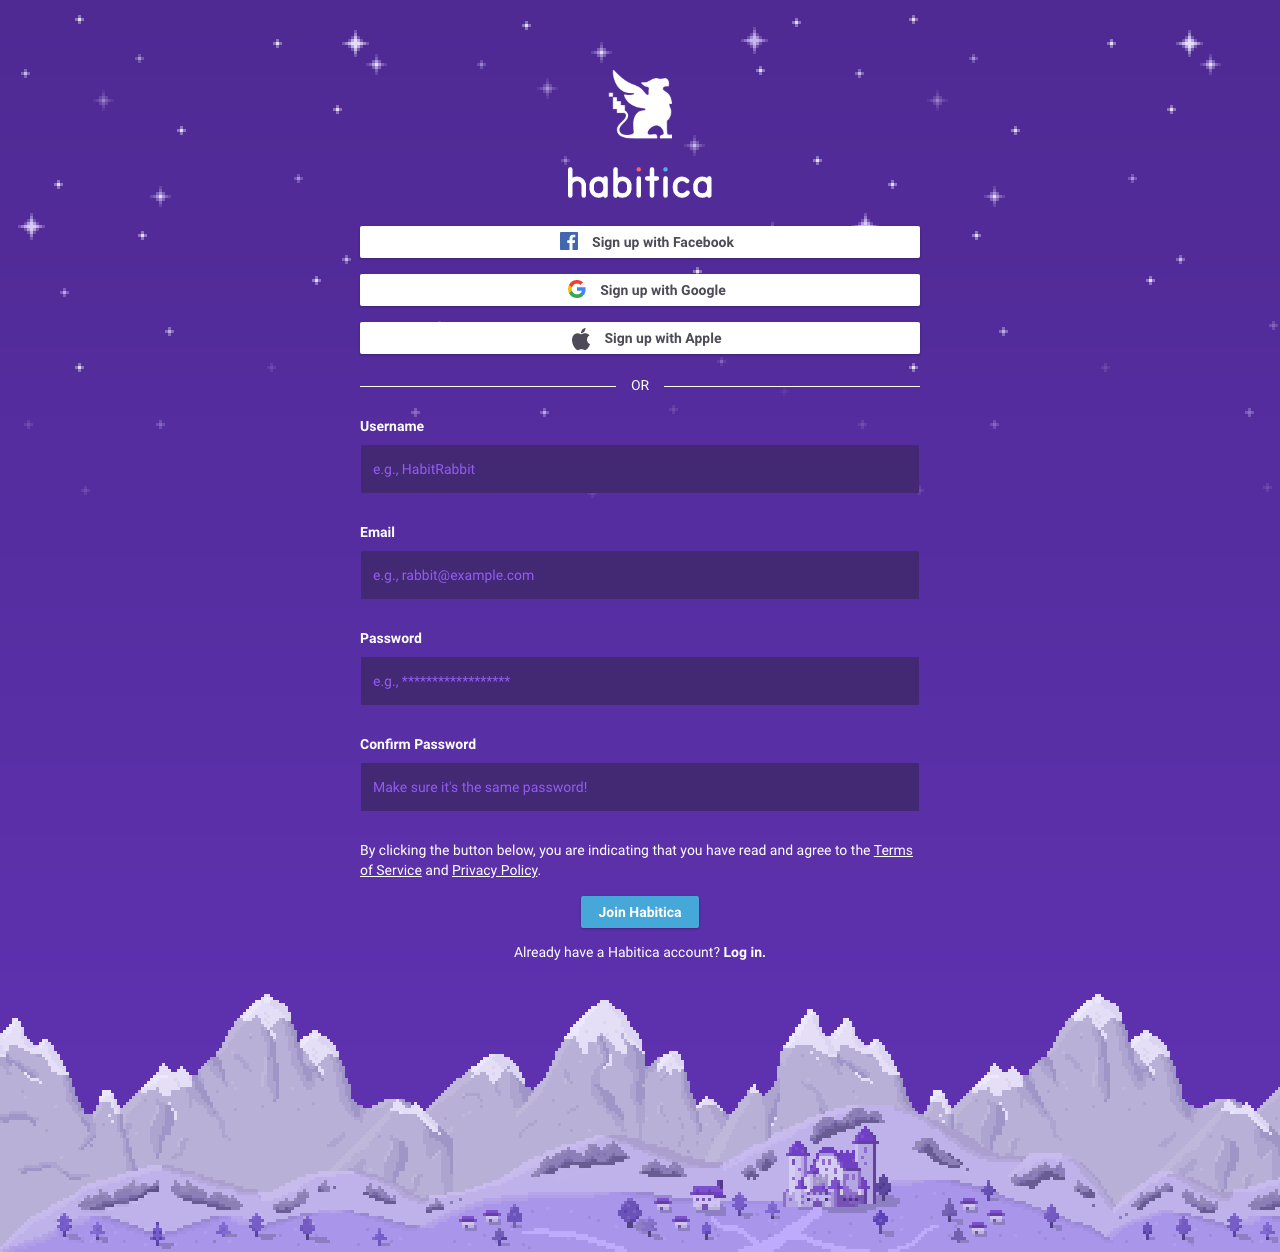 habitica
Sign up with Facebook
Sign up with Google
Sign up with Apple
OR
Username
e.g., HabitRabbit
Email
e.g., rabbit@example.com
Password
e.g., ******************
Confirm Password
Make sure it's the same password!
By clicking the button below, you are indicating that you have read and agree to the Terms
of Service and Privacy Policy.
Join Habitica
Already have a Habitica account? Log in.